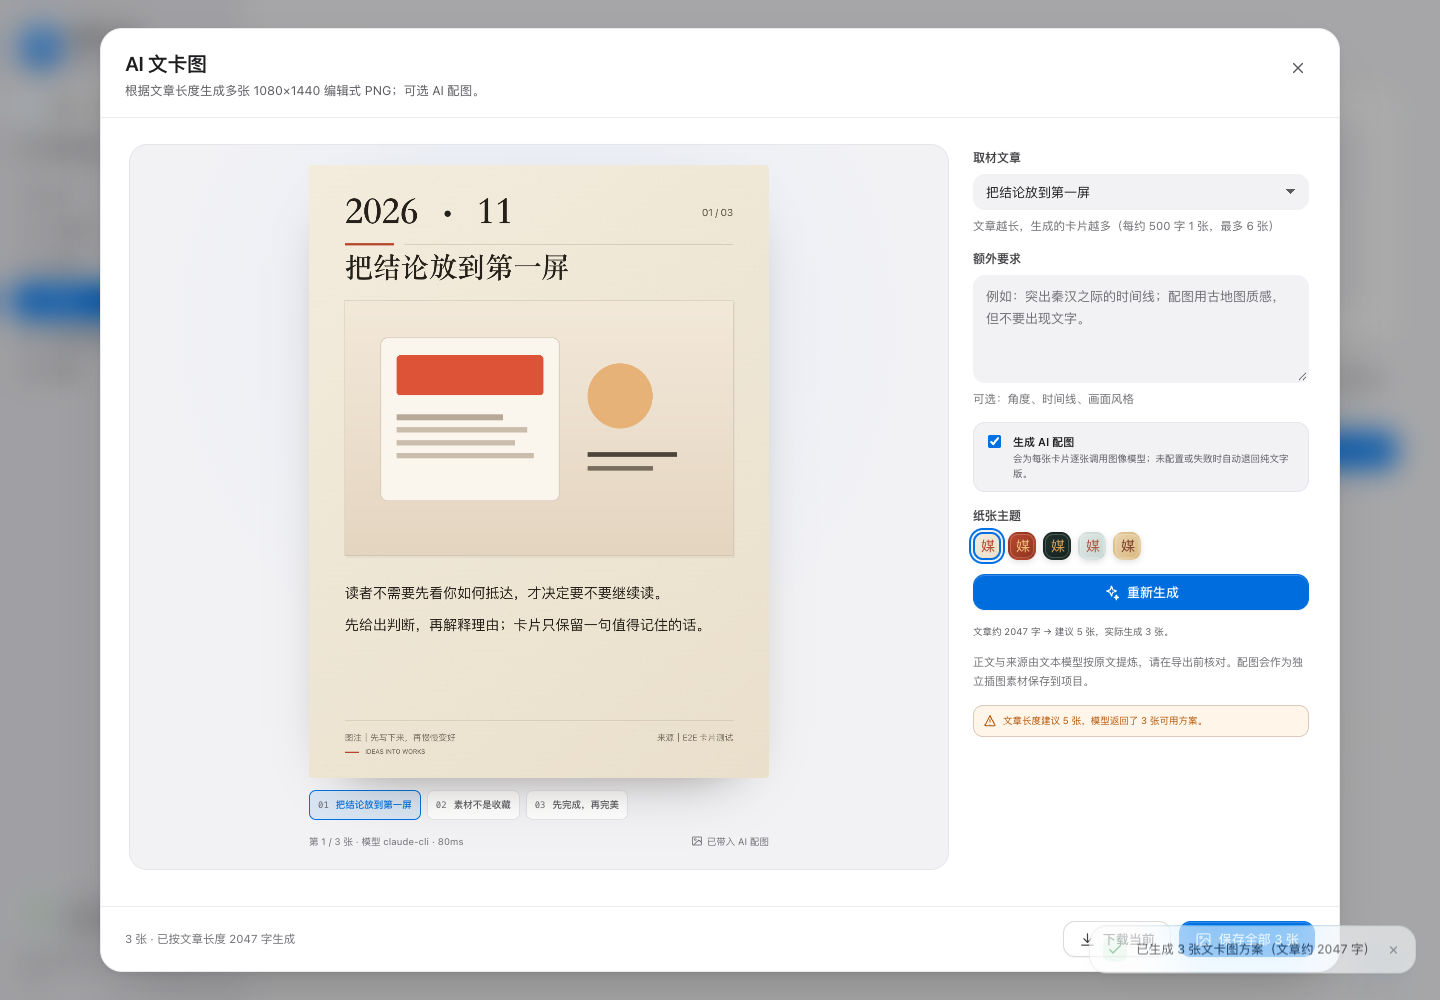 AI 文卡图
根据文章长度生成多张 1080×1440 编辑式 PNG；可选 AI 配图。
2026 · 11
01 / 03
把结论放到第一屏
读者不需要先看你如何抵达，才决定要不要继续读。
先给出判断，再解释理由；卡片只保留一句值得记住的话。
图注｜先写下来，再慢慢变好
来源｜E2E 卡片测试
IDEAS INTO WORKS
01 把结论放到第一屏
02 素材不是收藏
03 先完成，再完美
第 1 / 3 张 · 模型 claude-cli · 80ms
已带入 AI 配图
取材文章
把结论放到第一屏
文章越长，生成的卡片越多（每约 500 字 1 张，最多 6 张）
额外要求
例如：突出秦汉之际的时间线；配图用古地图质感，
但不要出现文字。
可选：角度、时间线、画面风格
生成 AI 配图
会为每张卡片逐张调用图像模型；未配置或失败时自动退回纯文字
版。
纸张主题
媒 媒 媒 媒 媒
重新生成
文章约 2047 字 → 建议 5 张，实际生成 3 张。
正文与来源由文本模型按原文提炼，请在导出前核对。配图会作为独
立插图素材保存到项目。
文章长度建议 5 张，模型返回了 3 张可用方案。
3 张 · 已按文章长度 2047 字生成
下载当前
保存全部 3 张
已生成 3 张文卡图方案（文章约 2047 字）